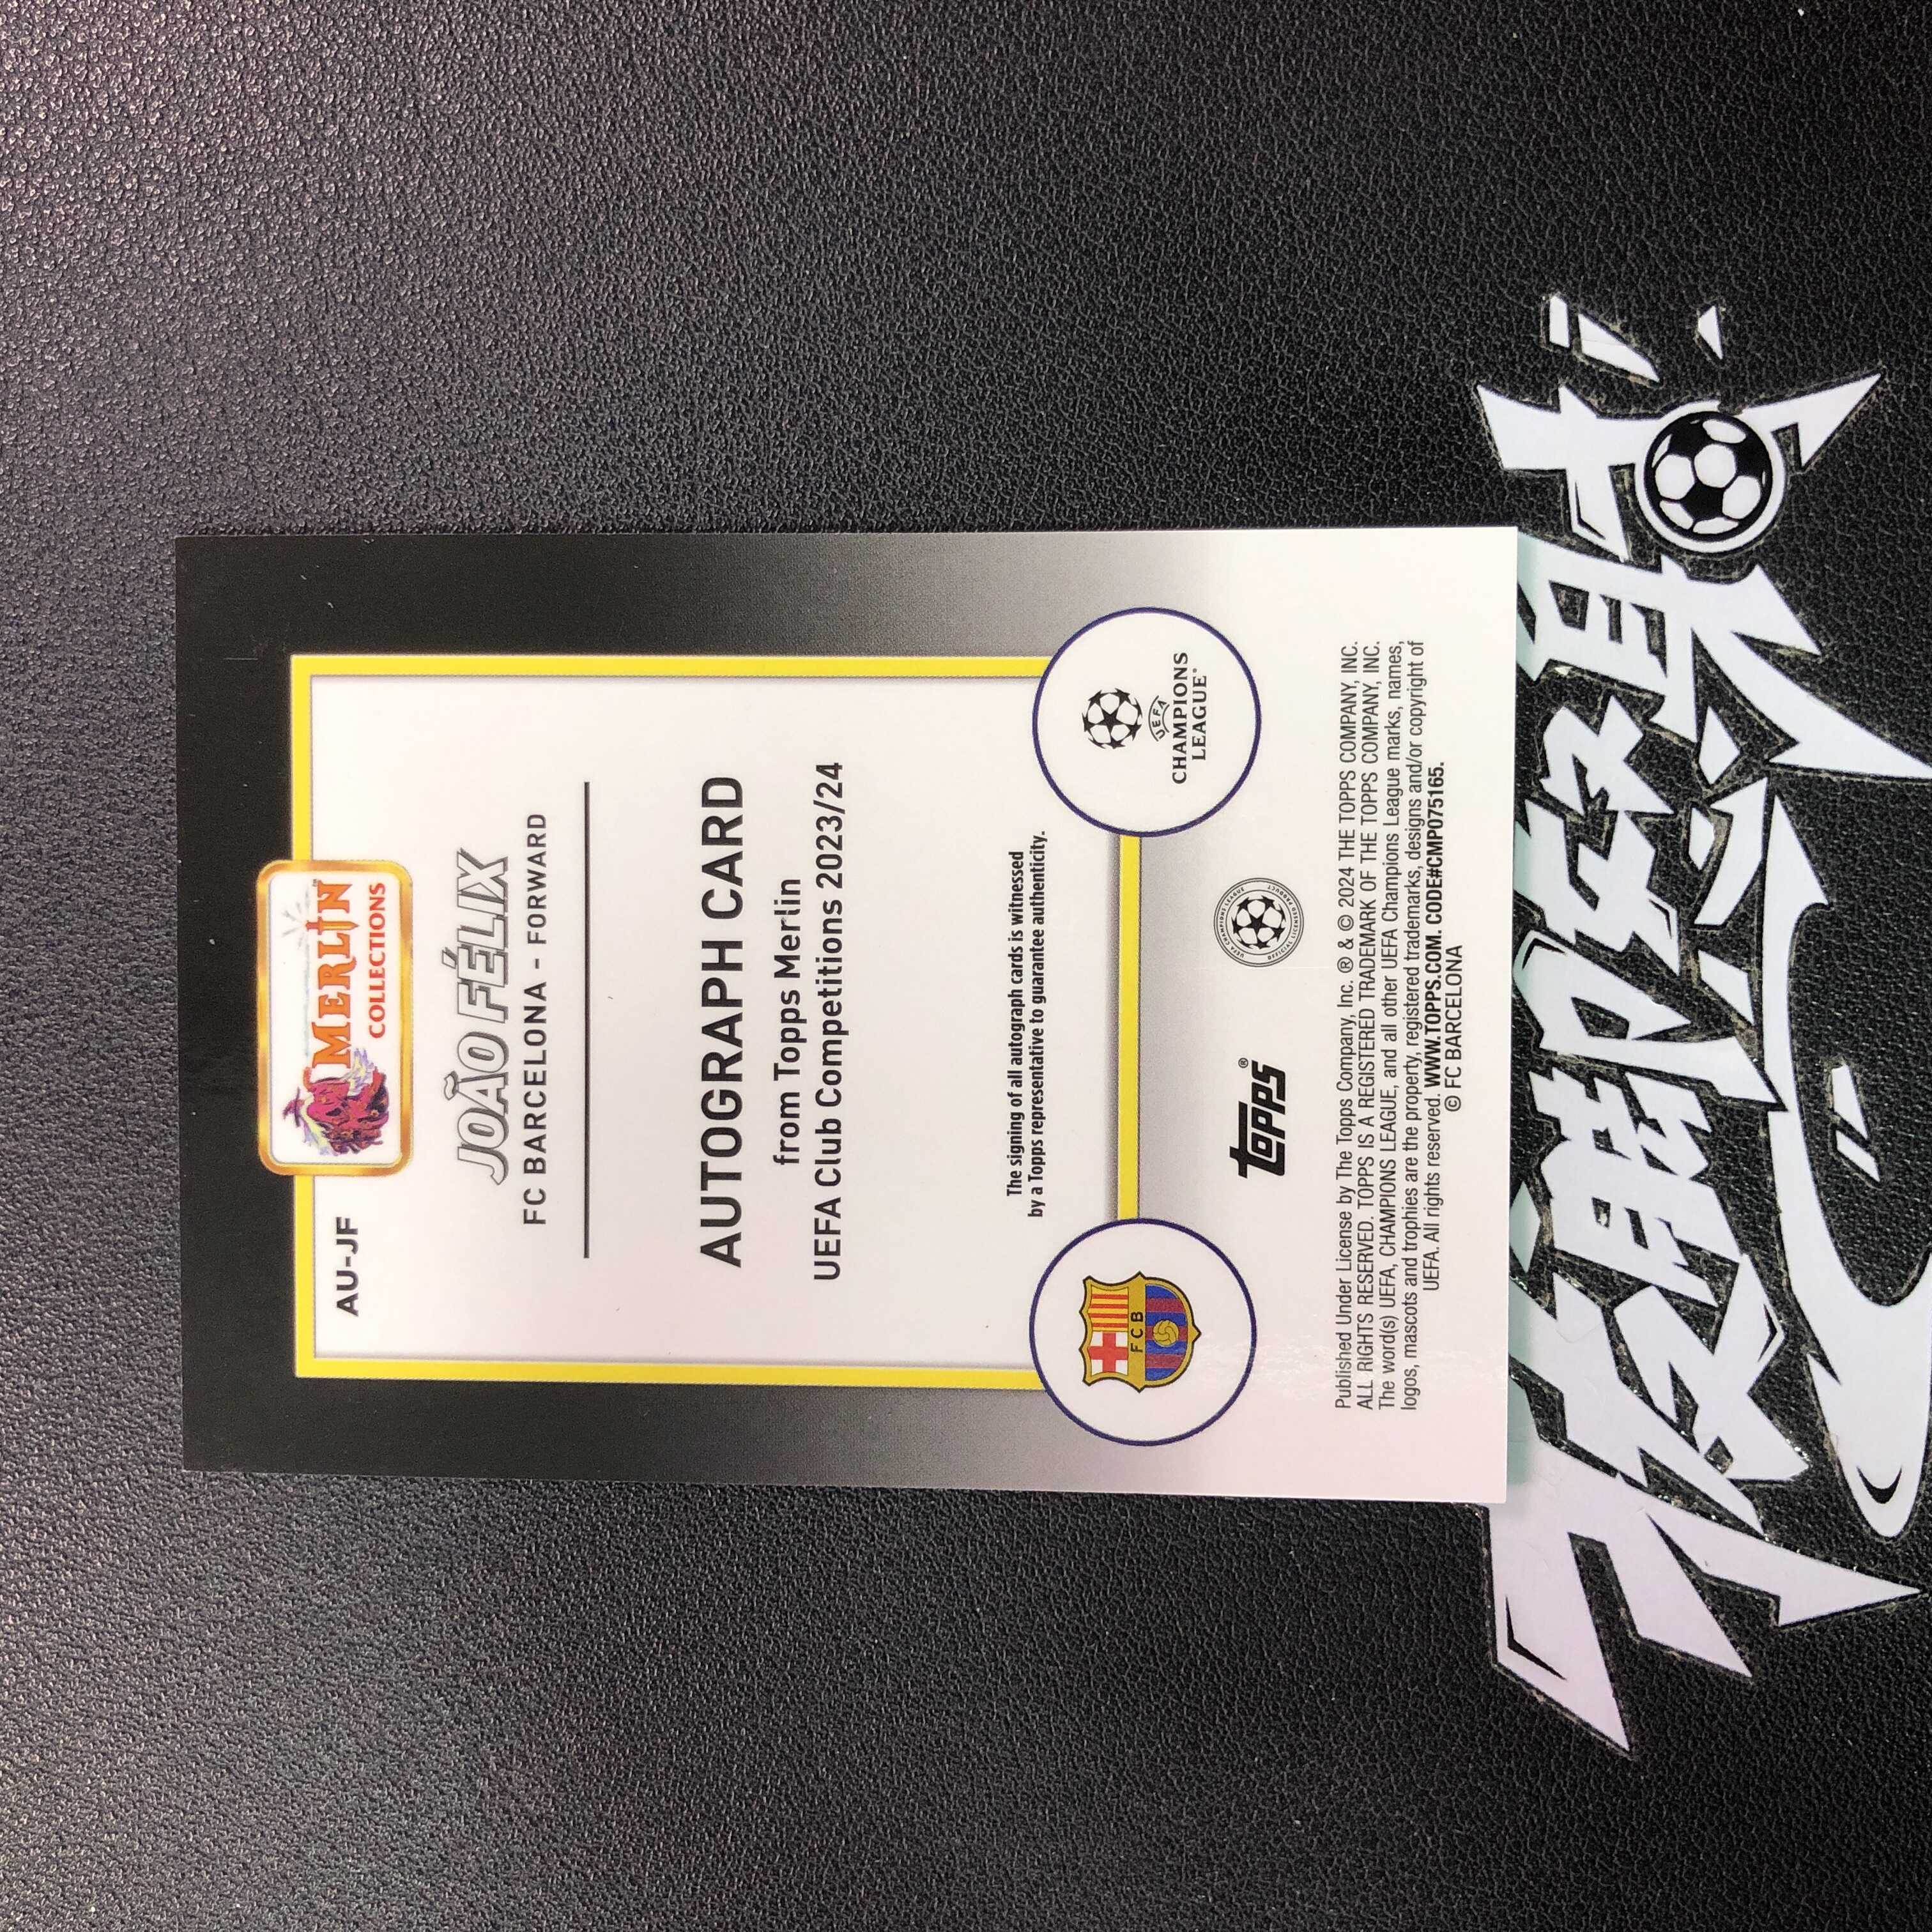 AU-JF
MERLIN
COLLECTIONS
JOÃO FÉLIX
FC BARCELONA - FORWARD
AUTOGRAPH CARD
from Topps Merlin
UEFA Club Competitions 2023/24
The signing of all autograph cards is witnessed
by a Topps representative to guarantee authenticity.
FCB
UEFA
CHAMPIONS
LEAGUE
topps®
Published Under License by The Topps Company, Inc. ® & © 2024 THE TOPPS COMPANY, INC.
ALL RIGHTS RESERVED. TOPPS IS A REGISTERED TRADEMARK OF THE TOPPS COMPANY, INC.
The word(s) UEFA, CHAMPIONS LEAGUE, and all other UEFA Champions League marks, names,
logos, mascots and trophies are the property, registered trademarks, designs and/or copyright of
UEFA. All rights reserved. WWW.TOPPS.COM. CODE#CMP075165.
© FC BARCELONA